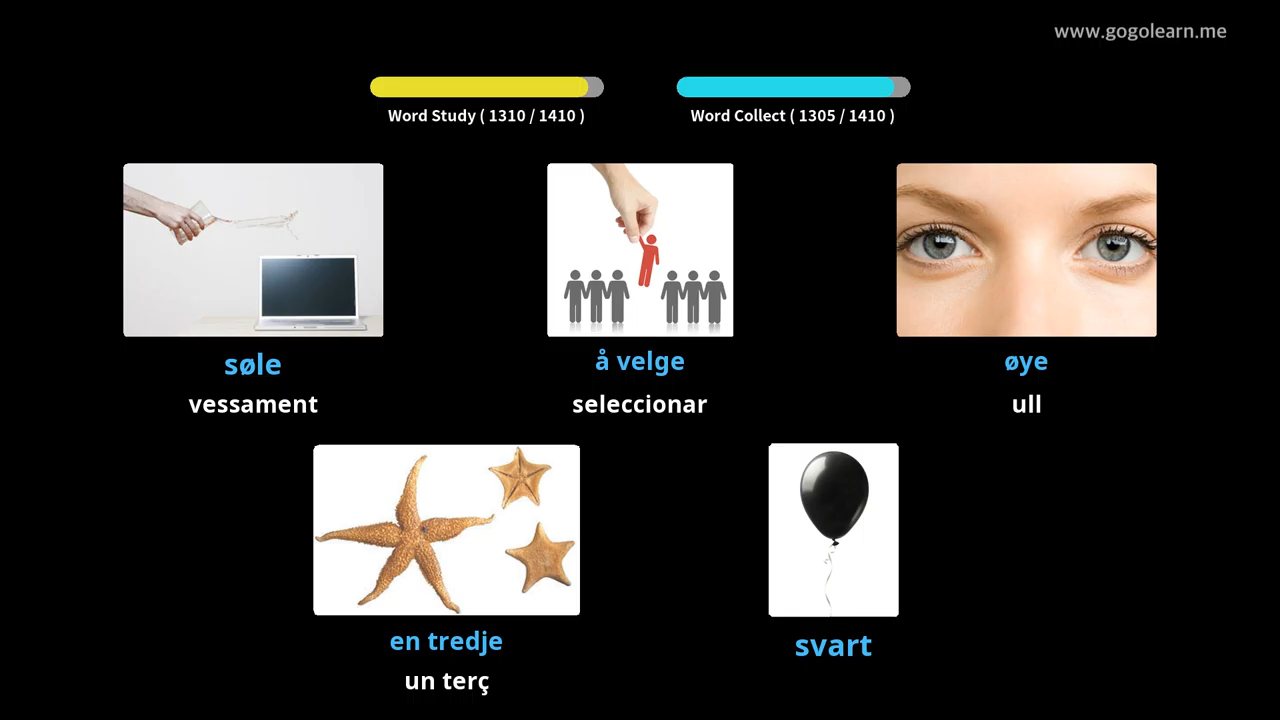 www.gogolearn.me
Word Study ( 1310 / 1410 )
Word Collect ( 1305 / 1410 )
søle
vessament
å velge
seleccionar
øye
ull
en tredje
un terç
svart